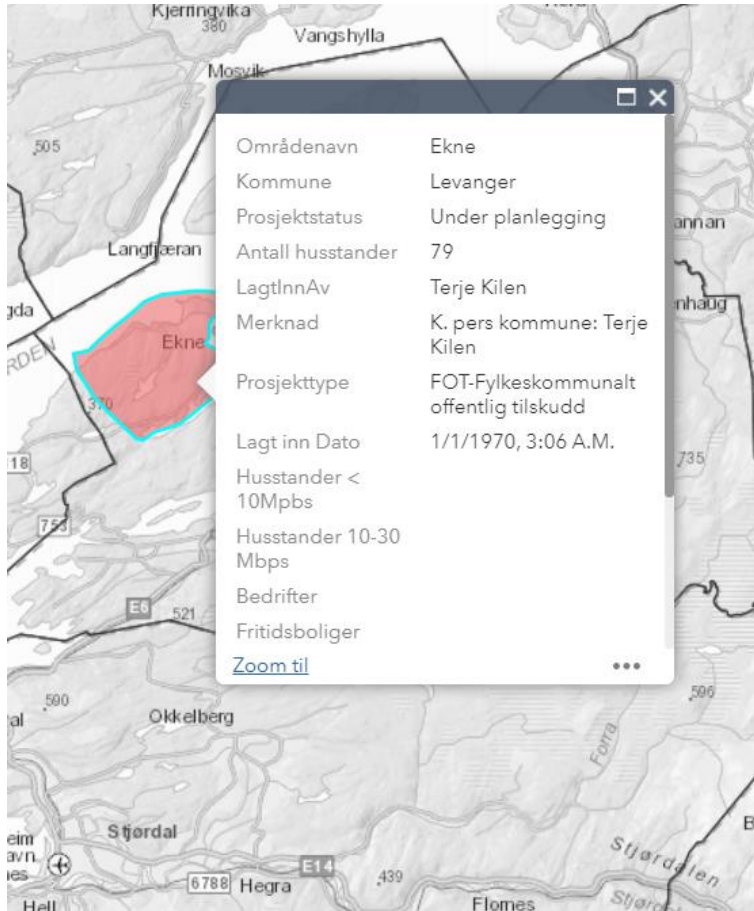 Kjerringvika
380
Vangshylla
Mosvik
505
Langfjæran
Ekne
370
18
753
E6
521
590
Okkelberg
Stjørdal
E14
6788
Hegra
439
Flornes
Hell
Forra
Stjørdalen
596
735
Områdenavn Ekne
Kommune Levanger
Prosjektstatus Under planlegging
Antall husstander 79
LagtInnAv Terje Kilen
Merknad K. pers kommune: Terje
Kilen
Prosjekttype FOT-Fylkeskommunalt
offentlig tilskudd
Lagt inn Dato 1/1/1970, 3:06 A.M.
Husstander <
10Mpbs
Husstander 10-30
Mbps
Bedrifter
Fritidsboliger
Zoom til